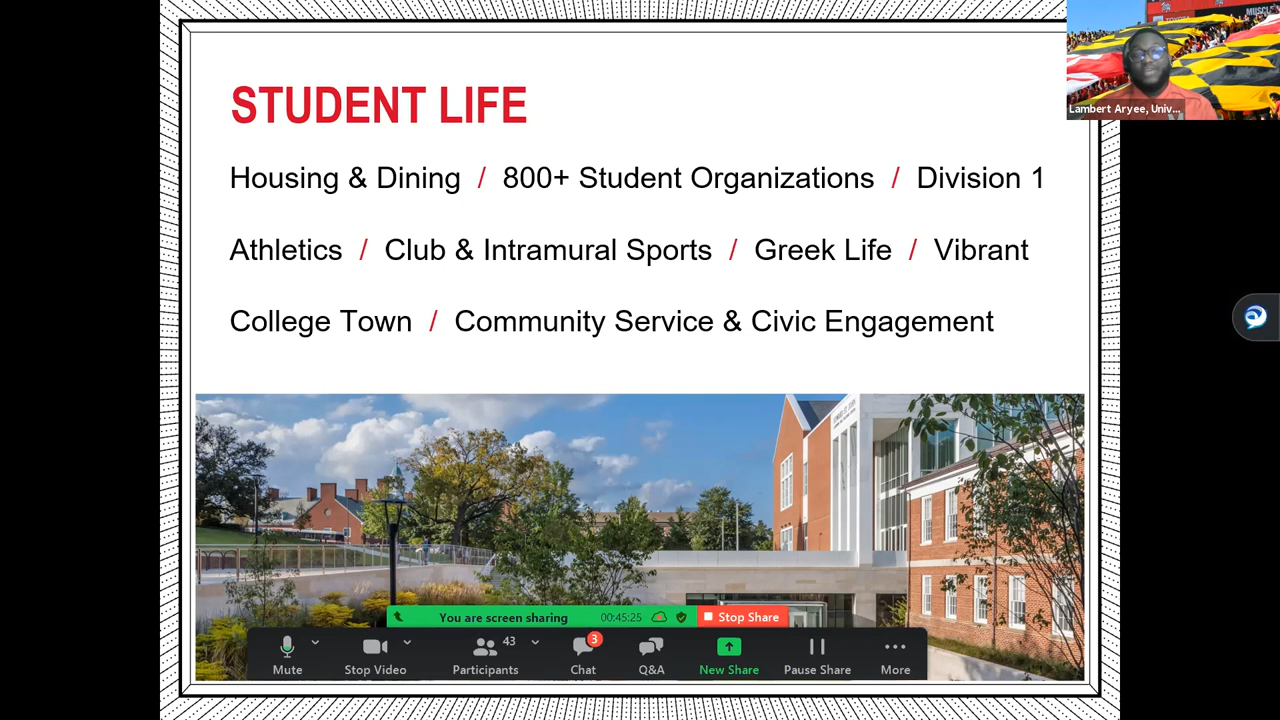 TOYOTA
MUSCLE
Lambert Aryee, Univ...
STUDENT LIFE
Housing & Dining / 800+ Student Organizations / Division 1
Athletics / Club & Intramural Sports / Greek Life / Vibrant
College Town / Community Service & Civic Engagement
You are screen sharing 00:45:25 Stop Share
43
3
Mute Stop Video Participants Chat Q&A New Share Pause Share More